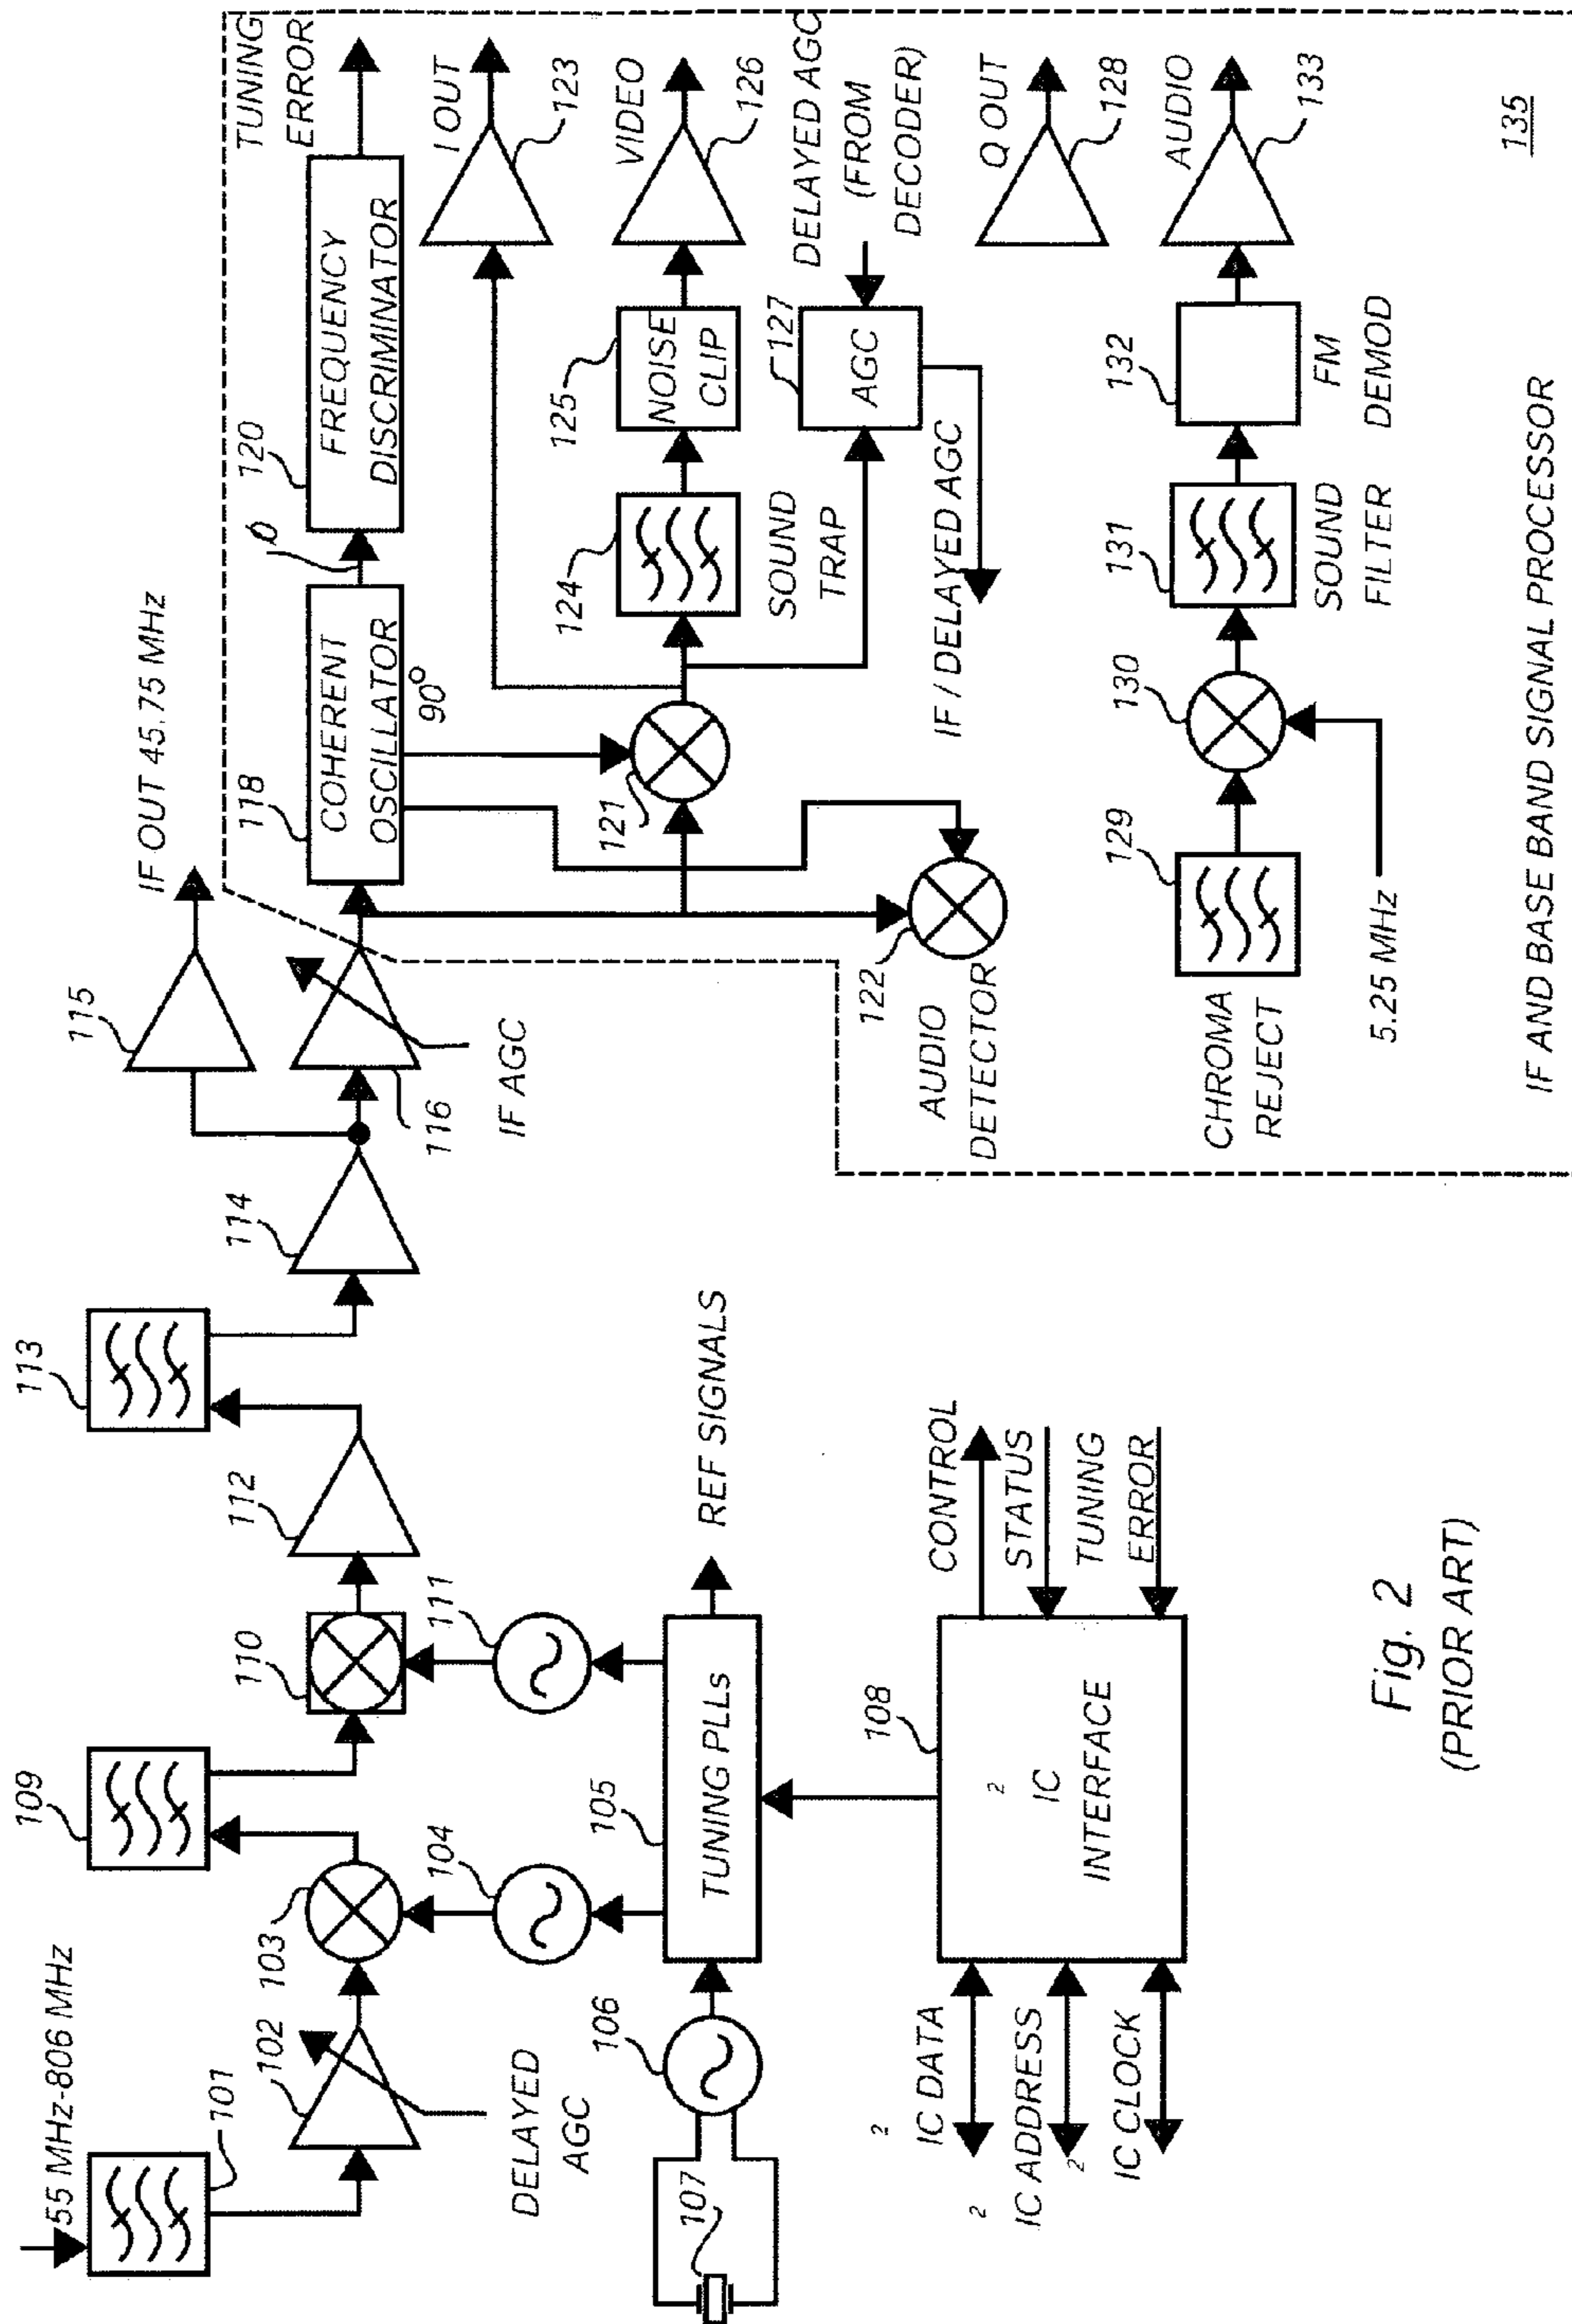 55 MHz-806 MHz
101
102
DELAYED
AGC
103
104
109
110
111
112
113
114
115
IF OUT 45.75 MHz
116
IF AGC
105
TUNING PLLs
REF SIGNALS
106
107
108
2
IC
INTERFACE
2
IC DATA
2
IC ADDRESS
2
IC CLOCK
CONTROL
STATUS
TUNING
ERROR
118
COHERENT
OSCILLATOR
90°
Ø
120
FREQUENCY
DISCRIMINATOR
TUNING
ERROR
I OUT
123
121
124
SOUND
TRAP
125
NOISE
CLIP
VIDEO
126
127
AGC
DELAYED AGC
(FROM
DECODER)
IF / DELAYED AGC
122
AUDIO
DETECTOR
Q OUT
128
CHROMA
REJECT
129
130
5.25 MHz
131
SOUND
FILTER
132
FM
DEMOD
AUDIO
133
135
IF AND BASE BAND SIGNAL PROCESSOR
Fig. 2
(PRIOR ART)